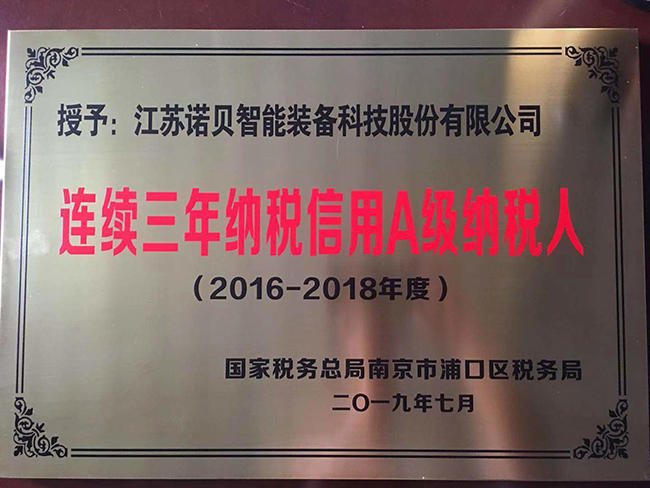 授予：江苏诺贝智能装备科技股份有限公司
连续三年纳税信用A级纳税人
（2016-2018年度）
国家税务总局南京市浦口区税务局
二〇一九年七月